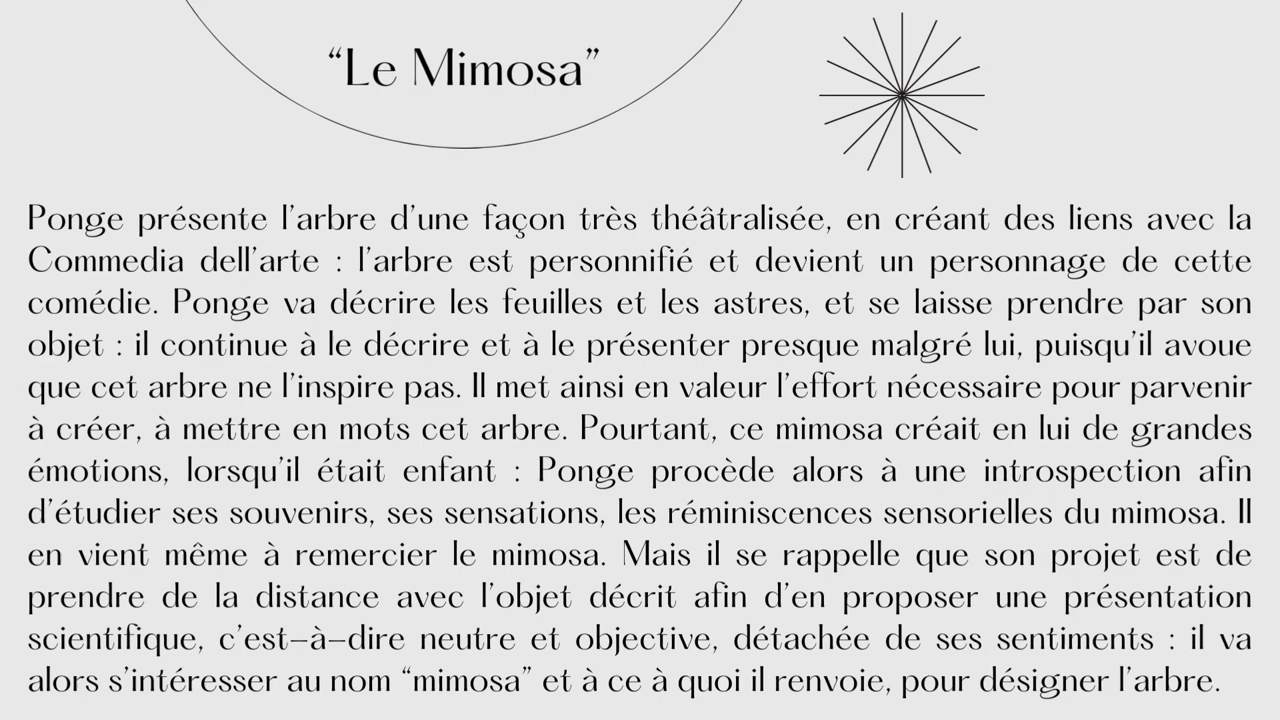 “Le Mimosa”
Ponge présente l’arbre d’une façon très théâtralisée, en créant des liens avec la
Commedia dell’arte : l’arbre est personnifié et devient un personnage de cette
comédie. Ponge va décrire les feuilles et les astres, et se laisse prendre par son
objet : il continue à le décrire et à le présenter presque malgré lui, puisqu’il avoue
que cet arbre ne l’inspire pas. Il met ainsi en valeur l’effort nécessaire pour parvenir
à créer, à mettre en mots cet arbre. Pourtant, ce mimosa créait en lui de grandes
émotions, lorsqu’il était enfant : Ponge procède alors à une introspection afin
d’étudier ses souvenirs, ses sensations, les réminiscences sensorielles du mimosa. Il
en vient même à remercier le mimosa. Mais il se rappelle que son projet est de
prendre de la distance avec l’objet décrit afin d’en proposer une présentation
scientifique, c’est–à–dire neutre et objective, détachée de ses sentiments : il va
alors s’intéresser au nom “mimosa” et à ce à quoi il renvoie, pour désigner l’arbre.